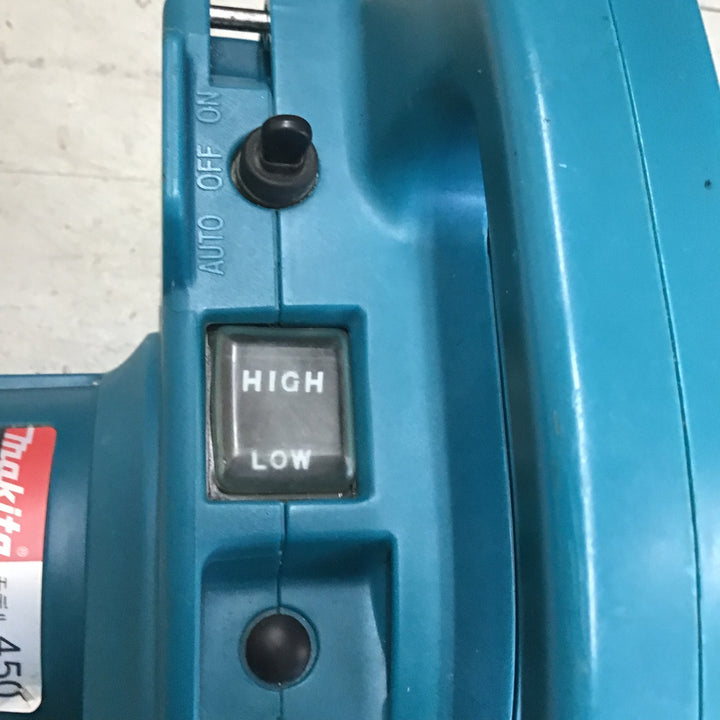 AUTO OFF ON
HIGH
LOW
makita®
モデル 450